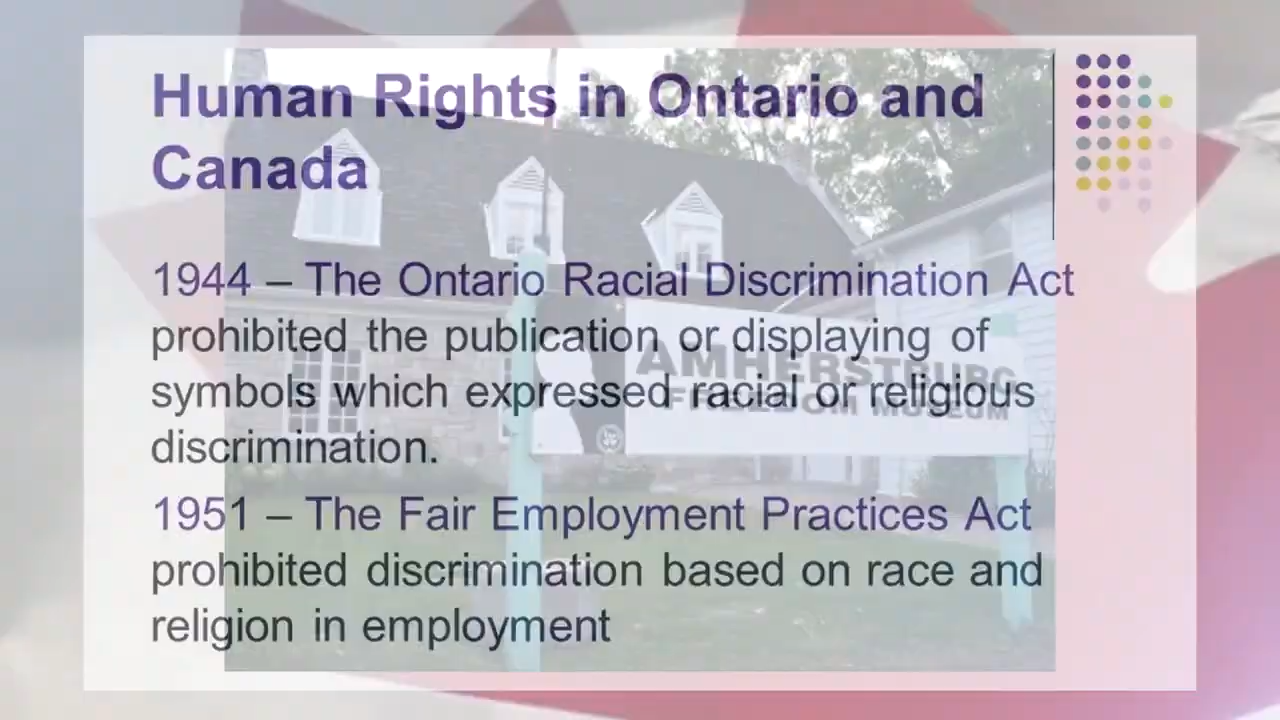 Human Rights in Ontario and
Canada
1944 – The Ontario Racial Discrimination Act
prohibited the publication or displaying of
symbols which expressed racial or religious
discrimination.
AMHERSTBURG
FREEDOM MUSEUM
1951 – The Fair Employment Practices Act
prohibited discrimination based on race and
religion in employment